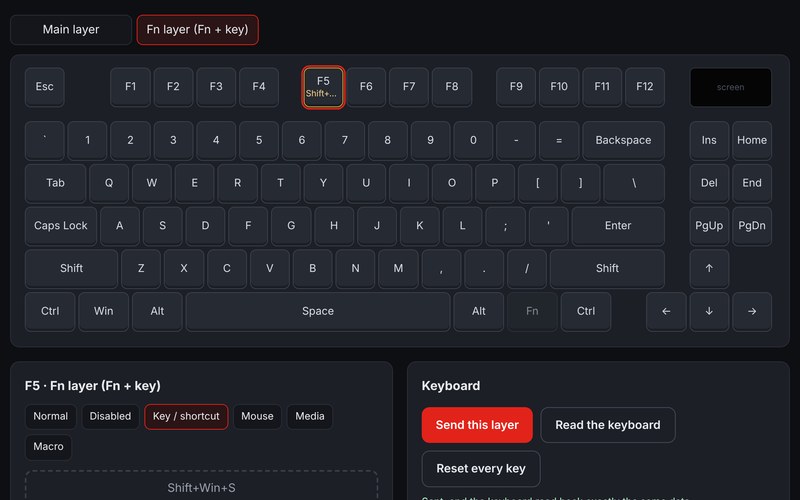 Main layer Fn layer (Fn + key)
Esc F1 F2 F3 F4 F5 F6 F7 F8 F9 F10 F11 F12 screen
Shift+...
` 1 2 3 4 5 6 7 8 9 0 - = Backspace Ins Home
Tab Q W E R T Y U I O P [ ] \ Del End
Caps Lock A S D F G H J K L ; ' Enter PgUp PgDn
Shift Z X C V B N M , . / Shift ↑
Ctrl Win Alt Space Alt Fn Ctrl ← ↓ →
F5 · Fn layer (Fn + key)
Normal Disabled Key / shortcut Mouse Media
Macro
Shift+Win+S
Keyboard
Send this layer Read the keyboard
Reset every key